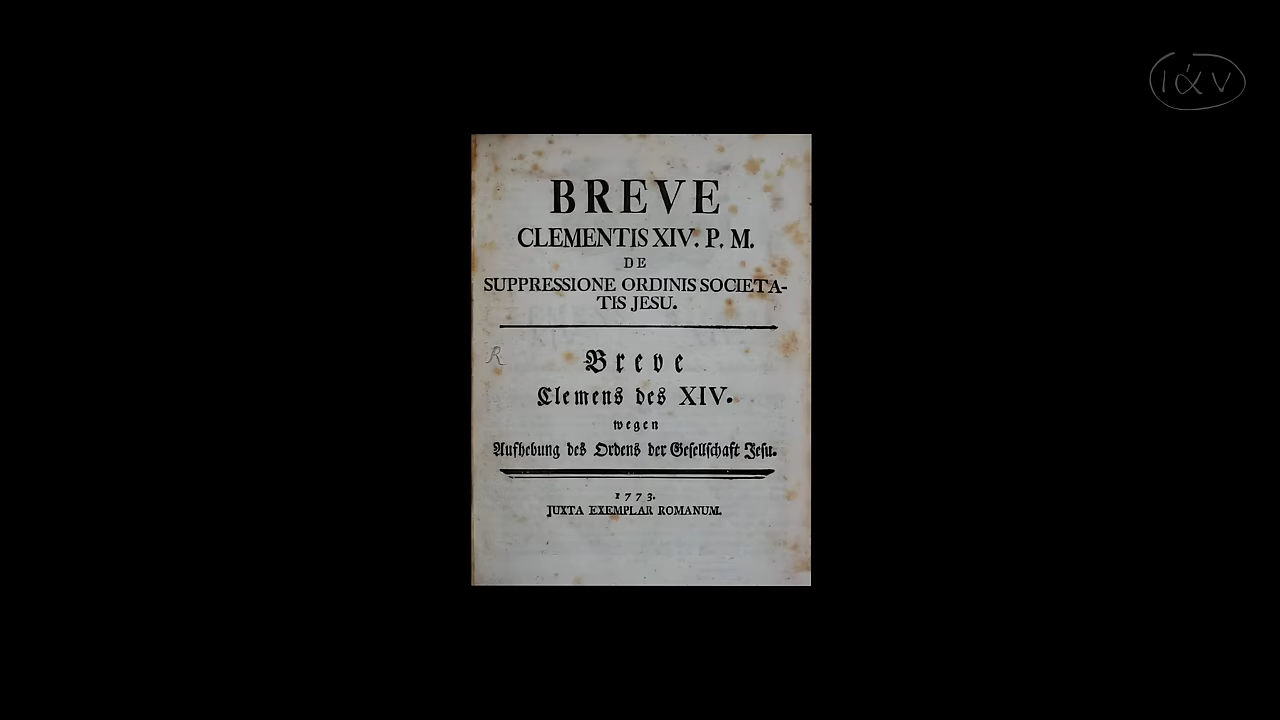 BREVE
CLEMENTIS XIV. P. M.
DE
SUPPRESSIONE ORDINIS SOCIETA-
TIS JESU.
R
Breve
Clemens des XIV.
wegen
Aufhebung des Ordens der Gesellschaft Jesu.
1773.
JUXTA EXEMPLAR ROMANUM.